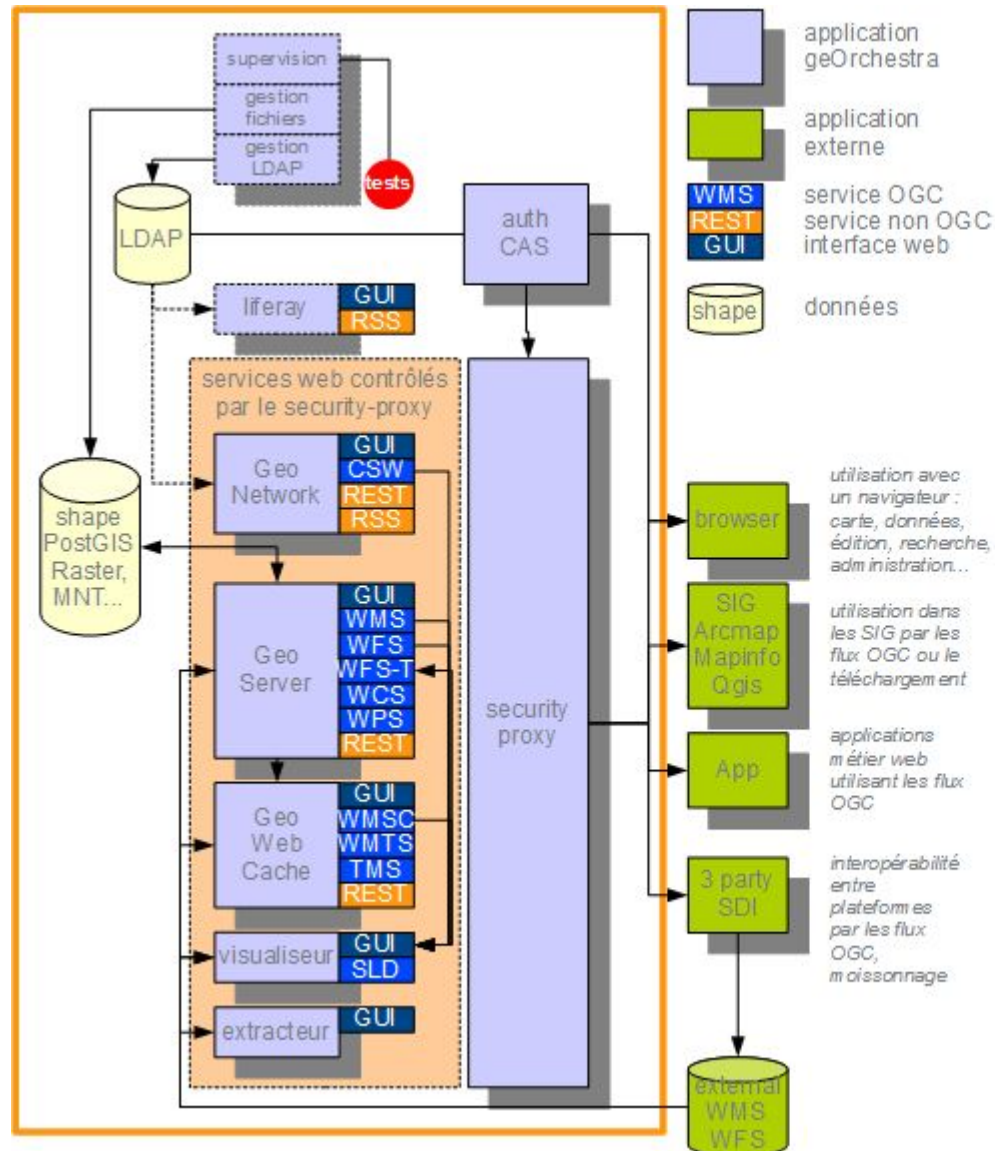 supervision
gestion
fichiers
gestion
LDAP
tests
LDAP
auth
CAS
liferay
GUI
RSS
services web contrôlés
par le security-proxy
Geo
Network
GUI
CSW
REST
RSS
shape
PostGIS
Raster,
MNT...
Geo
Server
GUI
WMS
WFS
WFS-T
WCS
WPS
REST
Geo
Web
Cache
GUI
WMSC
WMTS
TMS
REST
visualiseur
GUI
SLD
extracteur
GUI
security
proxy
application
geOrchestra
application
externe
WMS
service OGC
REST
service non OGC
GUI
interface web
shape
données
browser
utilisation avec
un navigateur :
carte, données,
édition, recherche,
administration...
SIG
Arcmap
Mapinfo
Qgis
utilisation dans
les SIG par les
flux OGC ou le
téléchargement
App
applications
métier web
utilisant les flux
OGC
3 party
SDI
interopérabilité
entre
plateformes
par les flux
OGC,
moissonnage
external
WMS
WFS